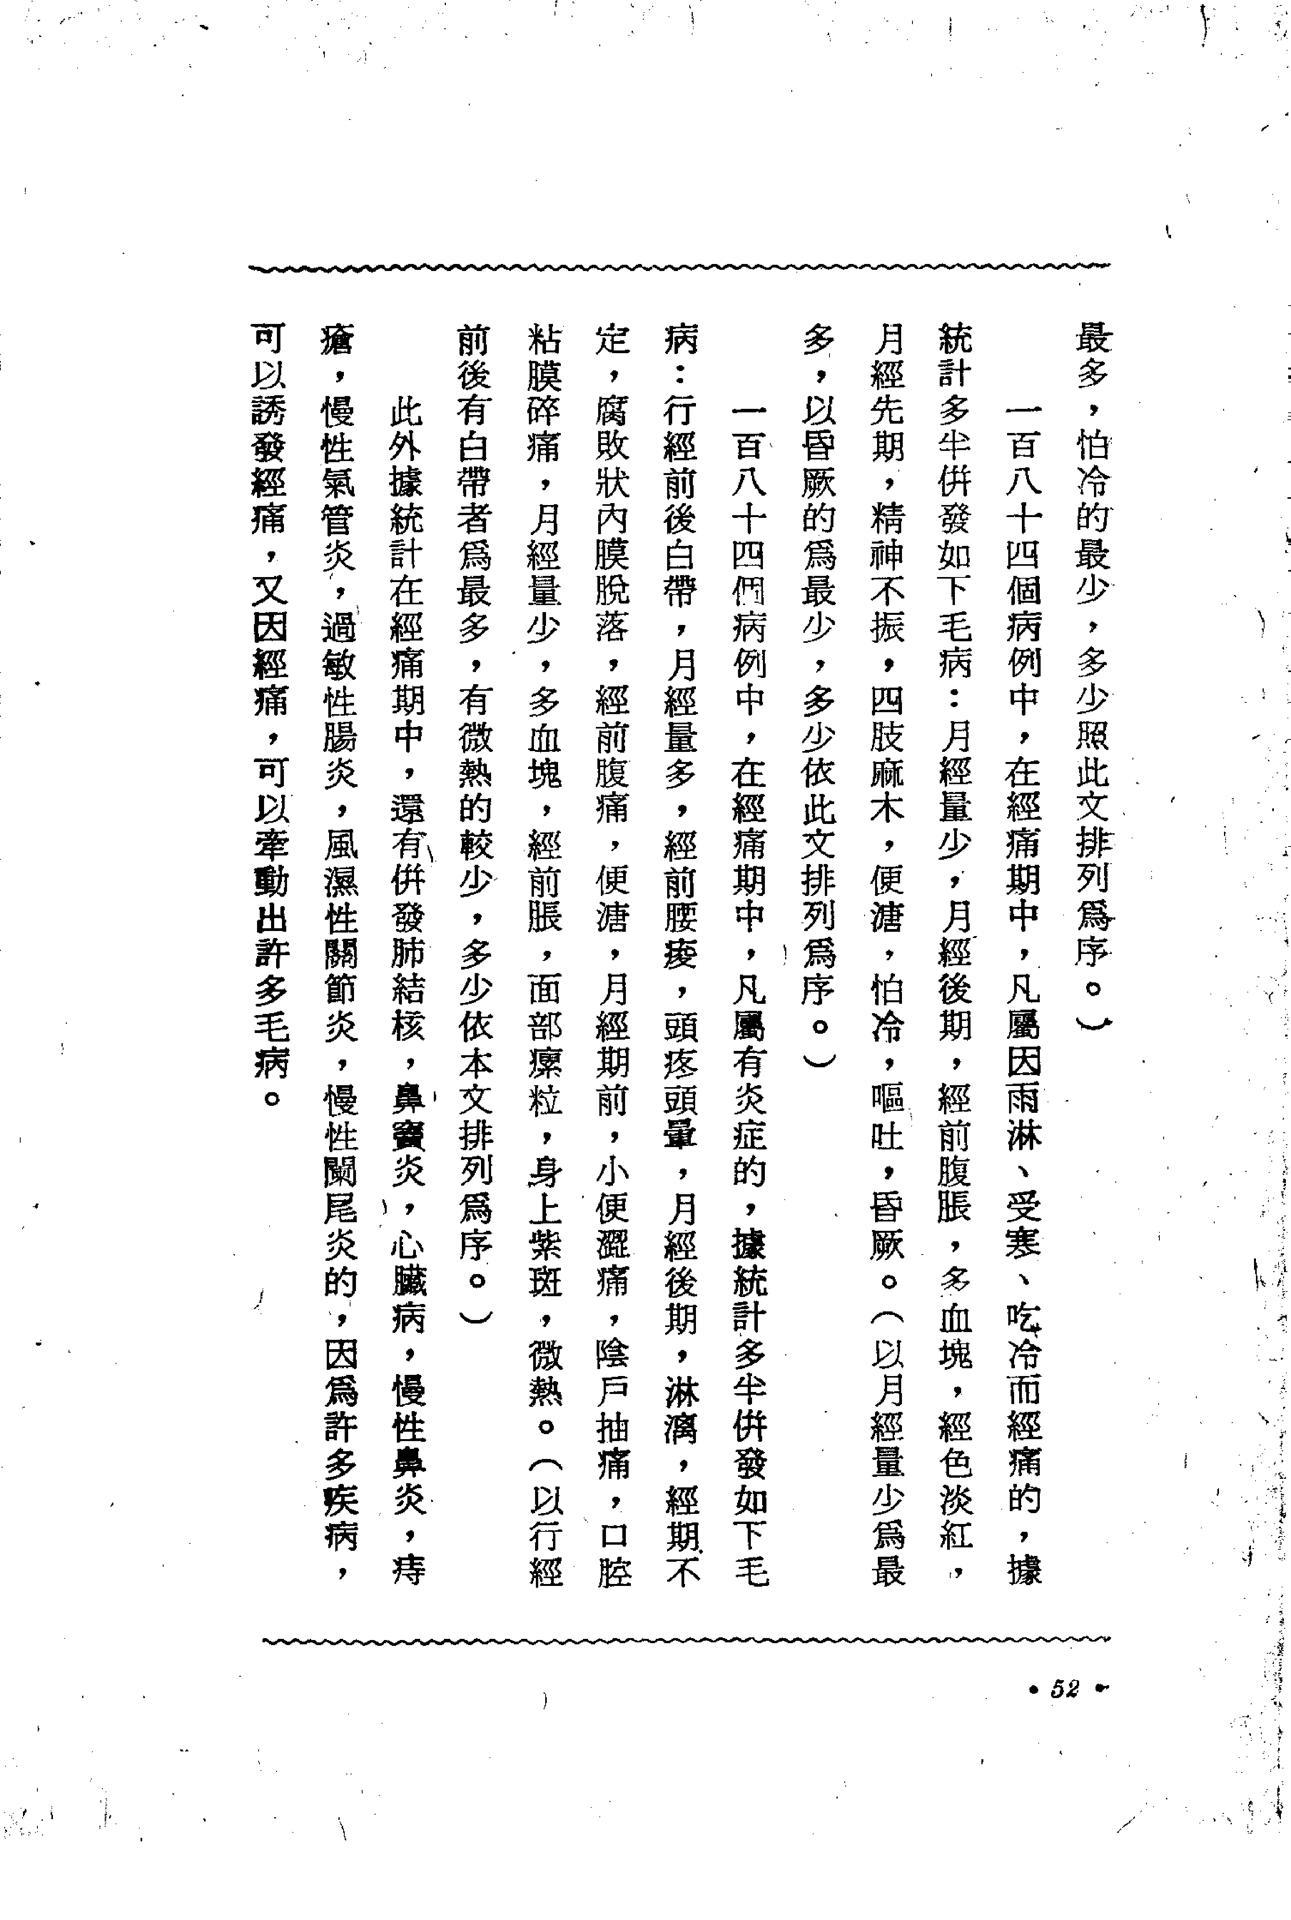 最多，怕冷的最少，多少照此文排列爲序。）
一百八十四個病例中，在經痛期中，凡屬因雨淋、受寒、吃冷而經痛的，據
統計多半併發如下毛病：月經量少，月經後期，經前腹脹，多血塊，經色淡紅，
月經先期，精神不振，四肢麻木，便溏，怕冷，嘔吐，昏厥。（以月經量少爲最
多，以昏厥的爲最少，多少依此文排列爲序。）
一百八十四個病例中，在經痛期中，凡屬有炎症的，據統計多半併發如下毛
病：行經前後白帶，月經量多，經前腰痠，頭疼頭暈，月經後期，淋漓，經期不
定，腐敗狀內膜脫落，經前腹痛，便溏，月經期前，小便澀痛，陰戶抽痛，口腔
粘膜碎痛，月經量少，多血塊，經前脹，面部瘰粒，身上紫斑，微熱。（以行經
前後有白帶者爲最多，有微熱的較少，多少依本文排列爲序。）
此外據統計在經痛期中，還有併發肺結核，鼻竇炎，心臟病，慢性鼻炎，痔
瘡，慢性氣管炎，過敏性腸炎，風濕性關節炎，慢性闌尾炎的，因爲許多疾病，
可以誘發經痛，又因經痛，可以牽動出許多毛病。
• 52 •